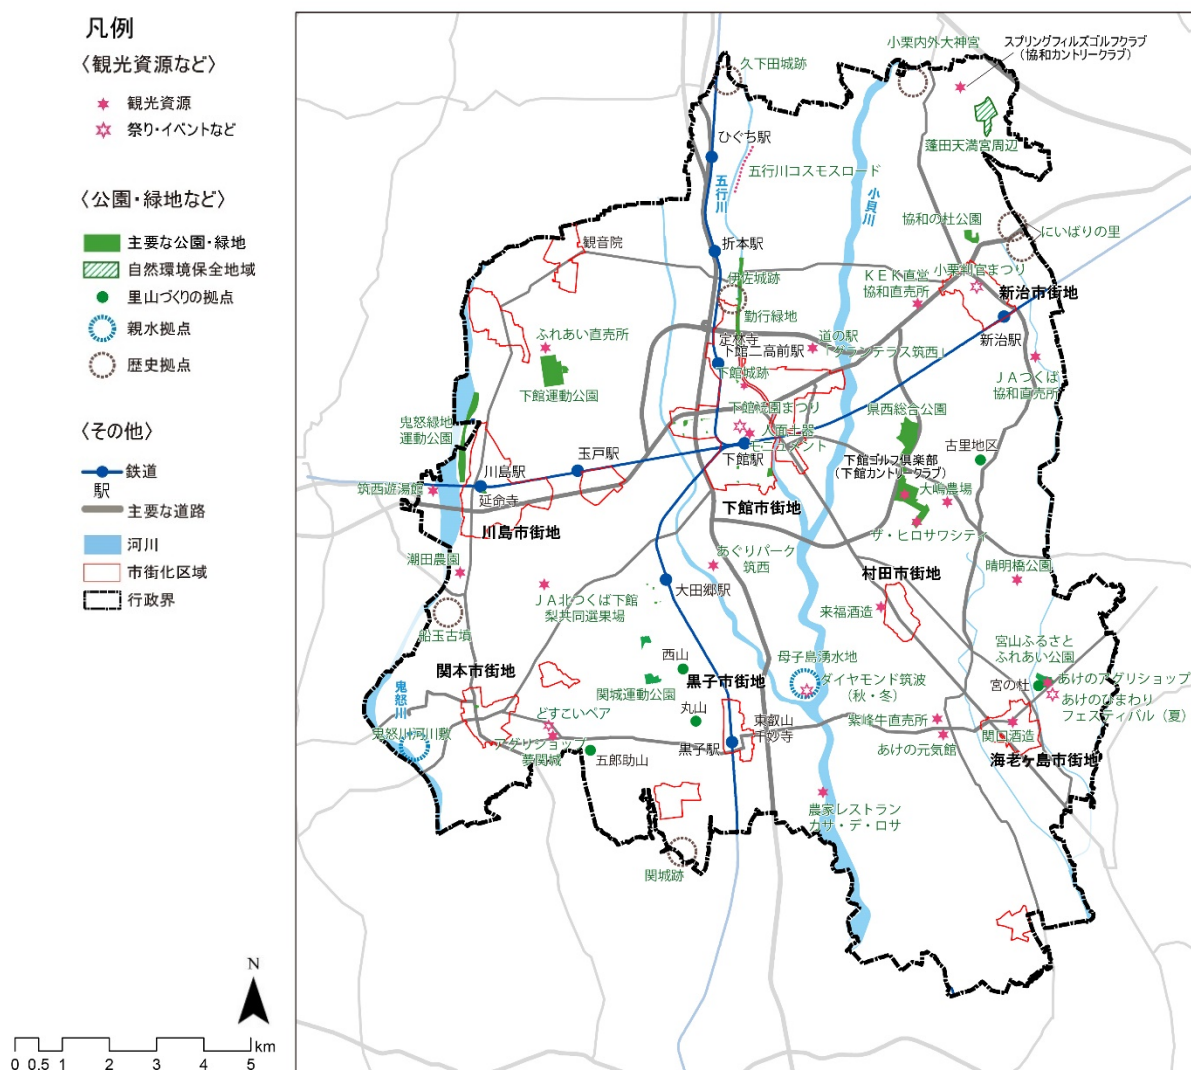 凡例
〈観光資源など〉
観光資源
祭り・イベントなど
〈公園・緑地など〉
主要な公園・緑地
自然環境保全地域
里山づくりの拠点
親水拠点
歴史拠点
〈その他〉
鉄道
駅
主要な道路
河川
市街化区域
行政界
N
0 0.5 1 2 3 4 5 km
久下田城跡
小栗内外大神宮
スプリングフィルズゴルフクラブ
（協和カントリークラブ）
ひぐち駅
蓬田天満宮周辺
五行川コスモスロード
五行川
小貝川
協和の杜公園
にいばりの里
観音院
折本駅
伊佐城跡
KEK直営
協和直売所
小栗判官まつり
新治市街地
勤行緑地
新治駅
ふれあい直売所
定林寺
下館二高前駅
道の駅
「グランテラス筑西」
下館運動公園
下館城跡
JAつくば
協和直売所
鬼怒緑地
運動公園
下館祇園まつり
人面土器
モニュメント
県西総合公園
古里地区
玉戸駅
下館駅
川島駅
下館ゴルフ倶楽部
（下館カントリークラブ）
筑西遊湯館
延命寺
大嶋農場
下館市街地
川島市街地
ザ・ヒロサワシティ
潮田農園
あぐりパーク
筑西
晴明橋公園
大田郷駅
村田市街地
JA北つくば下館
梨共同選果場
来福酒造
船玉古墳
宮山ふるさと
ふれあい公園
西山
母子島湧水地
関本市街地
黒子市街地
ダイヤモンド筑波
（秋・冬）
宮の杜
あけのアグリショップ
関城運動公園
あけのひまわり
フェスティバル（夏）
鬼怒川
どすこいペア
丸山
東叡山
千妙寺
紫峰牛直売所
鬼怒川河川敷
アグリショップ
夢関城
関口酒造
五郎助山
黒子駅
あけの元気館
海老ヶ島市街地
農家レストラン
カサ・デ・ロサ
関城跡